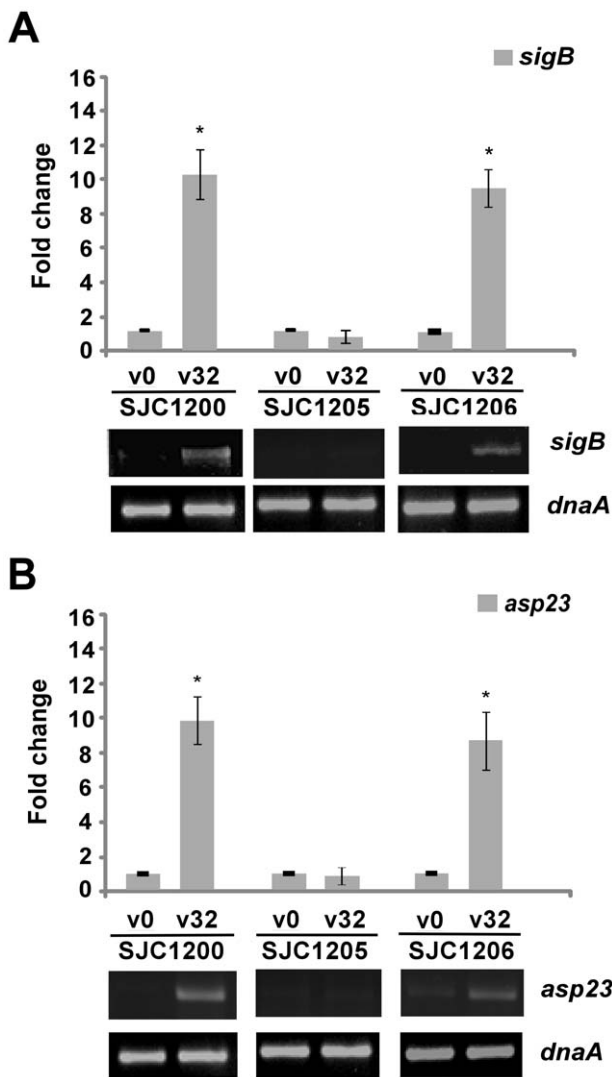 A
sigB
Fold change
16
14
12
10
8
6
4
2
0
*
*
v0 v32 v0 v32 v0 v32
SJC1200 SJC1205 SJC1206
sigB
dnaA
B
asp23
Fold change
16
14
12
10
8
6
4
2
0
*
*
v0 v32 v0 v32 v0 v32
SJC1200 SJC1205 SJC1206
asp23
dnaA